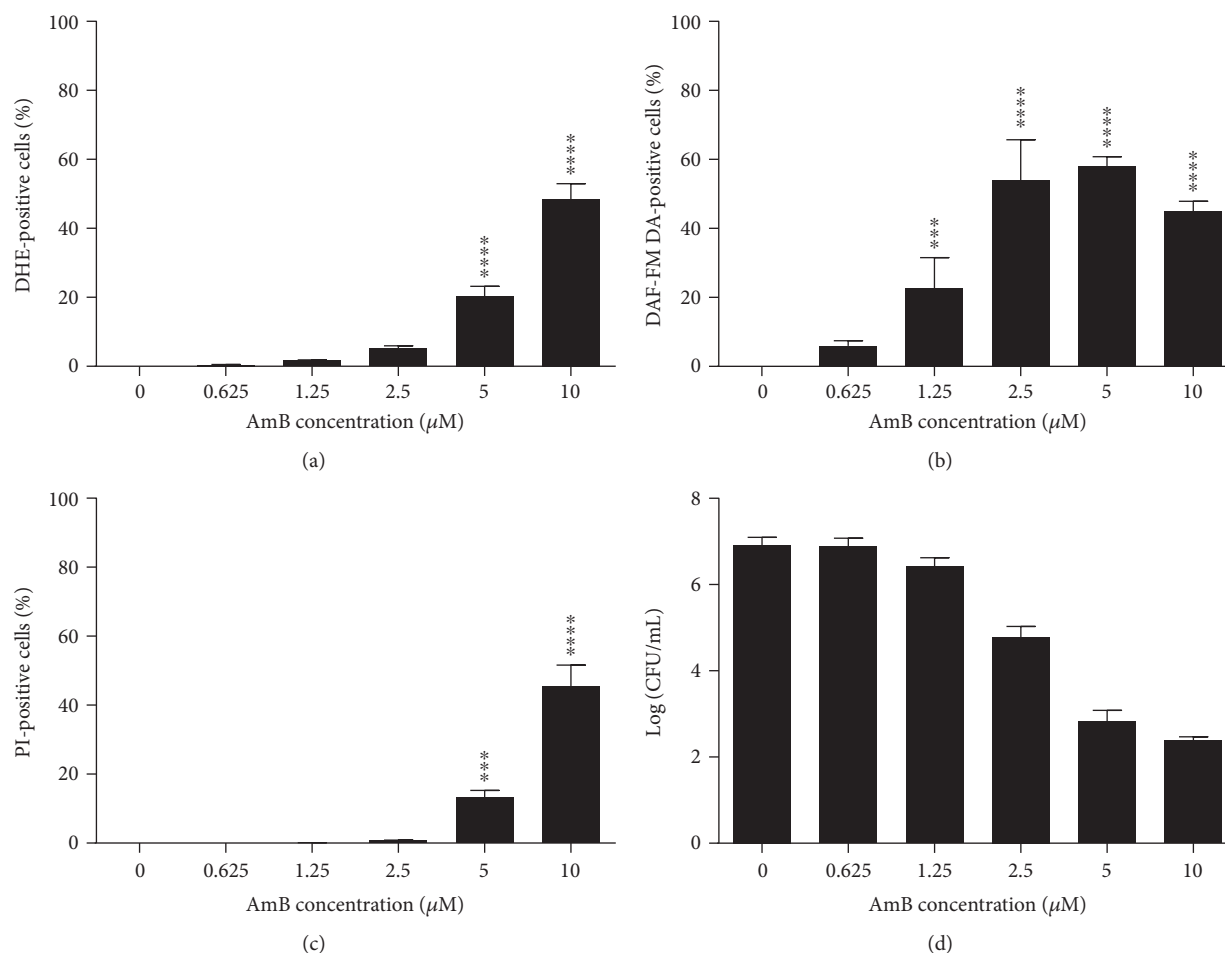 100
80
60
40
20
0
DHE-positive cells (%)
****
****
0 0.625 1.25 2.5 5 10
AmB concentration (μM)
(a)
100
80
60
40
20
0
DAF-FM DA-positive cells (%)
***
****
****
****
0 0.625 1.25 2.5 5 10
AmB concentration (μM)
(b)
100
80
60
40
20
0
PI-positive cells (%)
***
****
0 0.625 1.25 2.5 5 10
AmB concentration (μM)
(c)
8
6
4
2
0
Log (CFU/mL)
0 0.625 1.25 2.5 5 10
AmB concentration (μM)
(d)